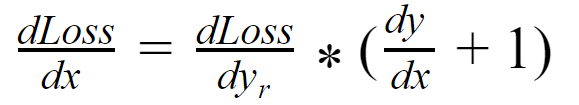 dLoss/dx = dLoss/dy_r * (dy/dx + 1)